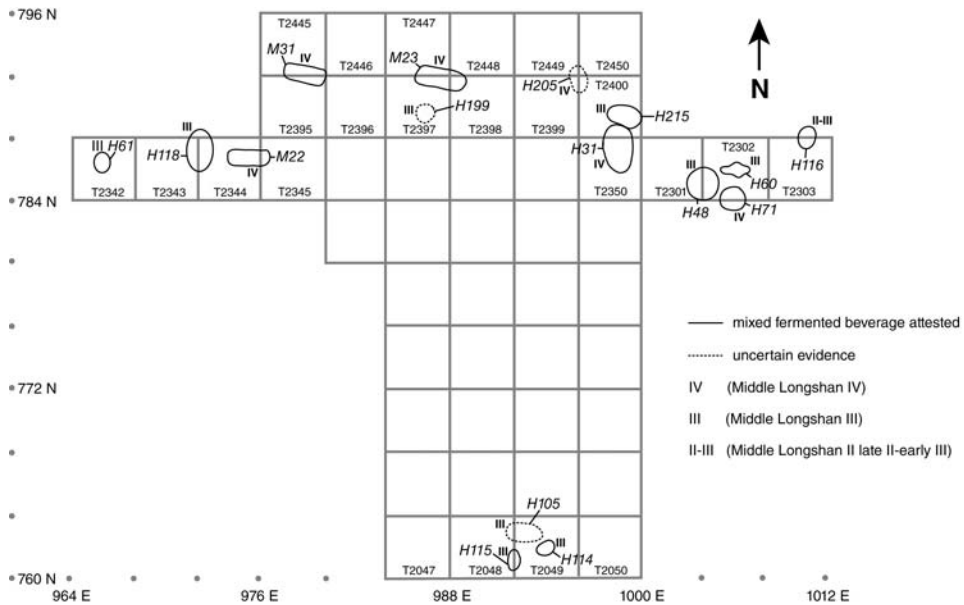 796 N
T2445
T2447
M31
IV
T2446
M23
IV
T2448
T2449
T2450
H205
IV
T2400
N
III
H199
III
H215
T2395
T2396
T2397
T2398
T2399
II-III
III H61
III
H118
M22
IV
H31
IV
T2302
III
III
H60
H116
T2342
T2343
T2344
T2345
T2350
T2301
T2303
784 N
H48
IV
H71
mixed fermented beverage attested
uncertain evidence
772 N
IV (Middle Longshan IV)
III (Middle Longshan III)
II-III (Middle Longshan II late II-early III)
H105
III
III
H115
III
H114
T2047
T2048
T2049
T2050
760 N
964 E
976 E
988 E
1000 E
1012 E